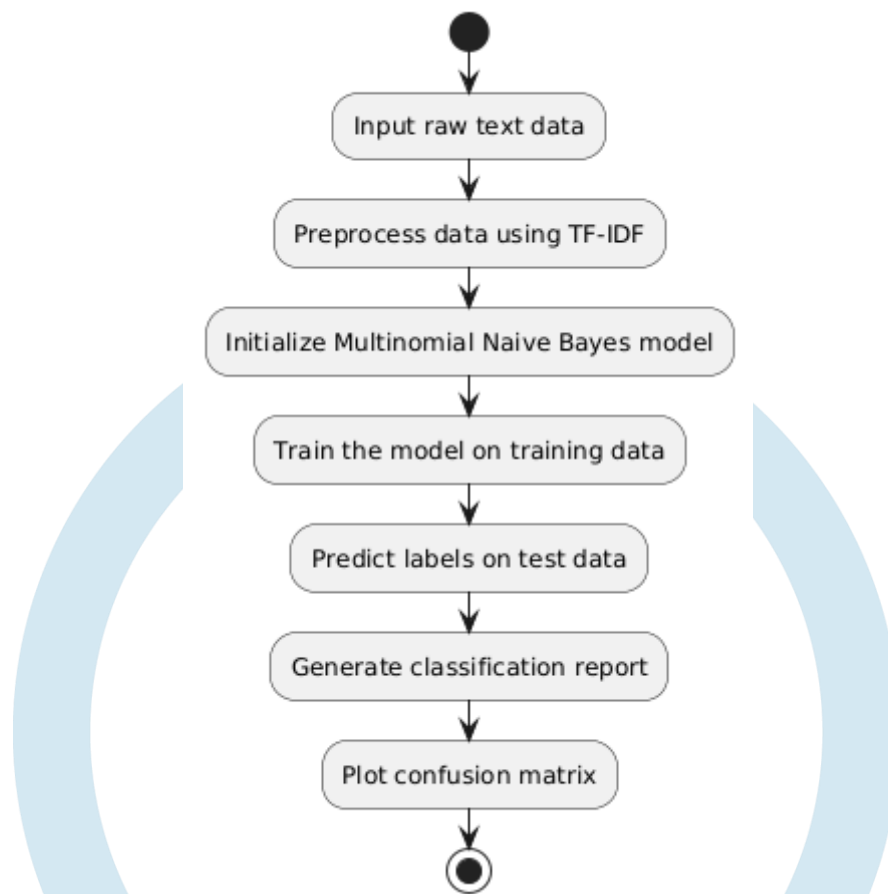 Input raw text data
Preprocess data using TF-IDF
Initialize Multinomial Naive Bayes model
Train the model on training data
Predict labels on test data
Generate classification report
Plot confusion matrix